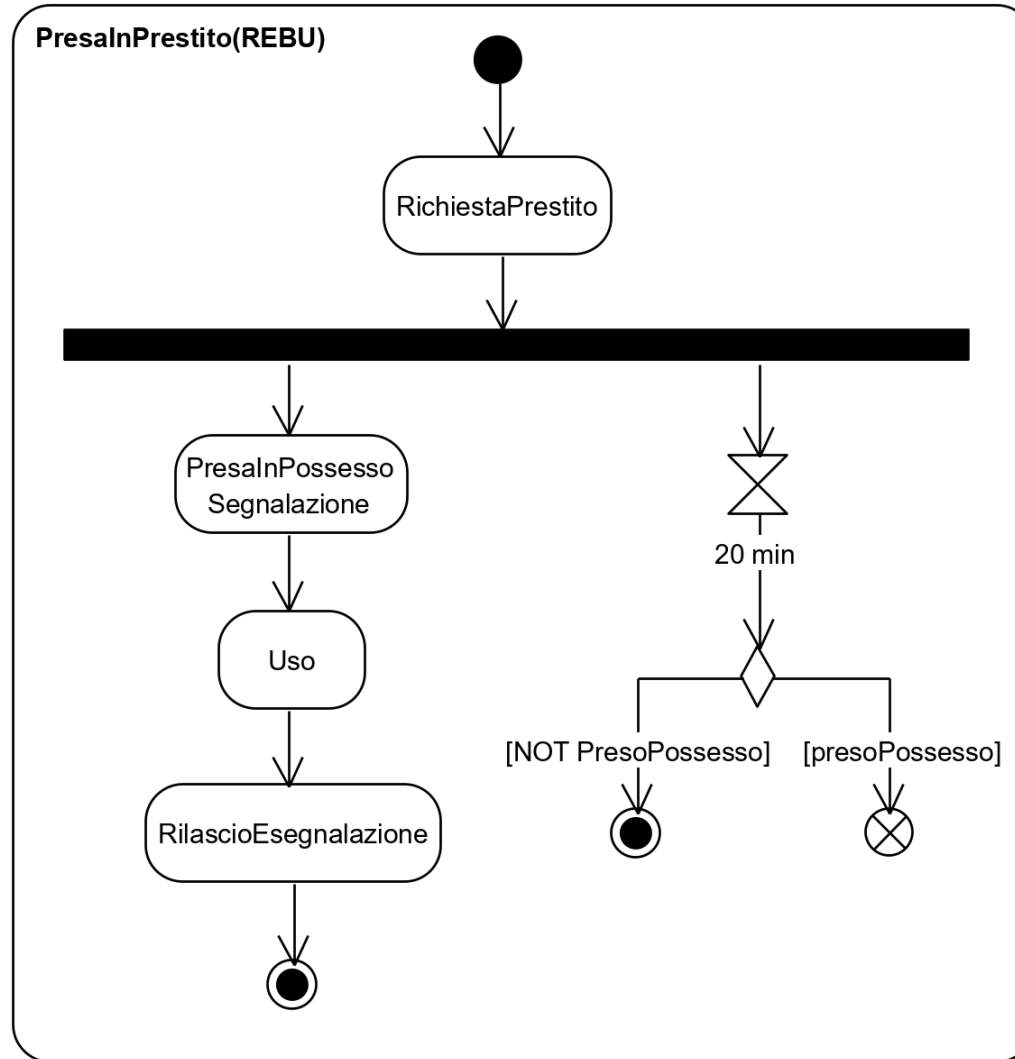 PresaInPrestito(REBU)
RichiestaPrestito
PresaInPossesso
Segnalazione
20 min
Uso
[NOT PresoPossesso]
[presoPossesso]
RilascioEsegnalazione